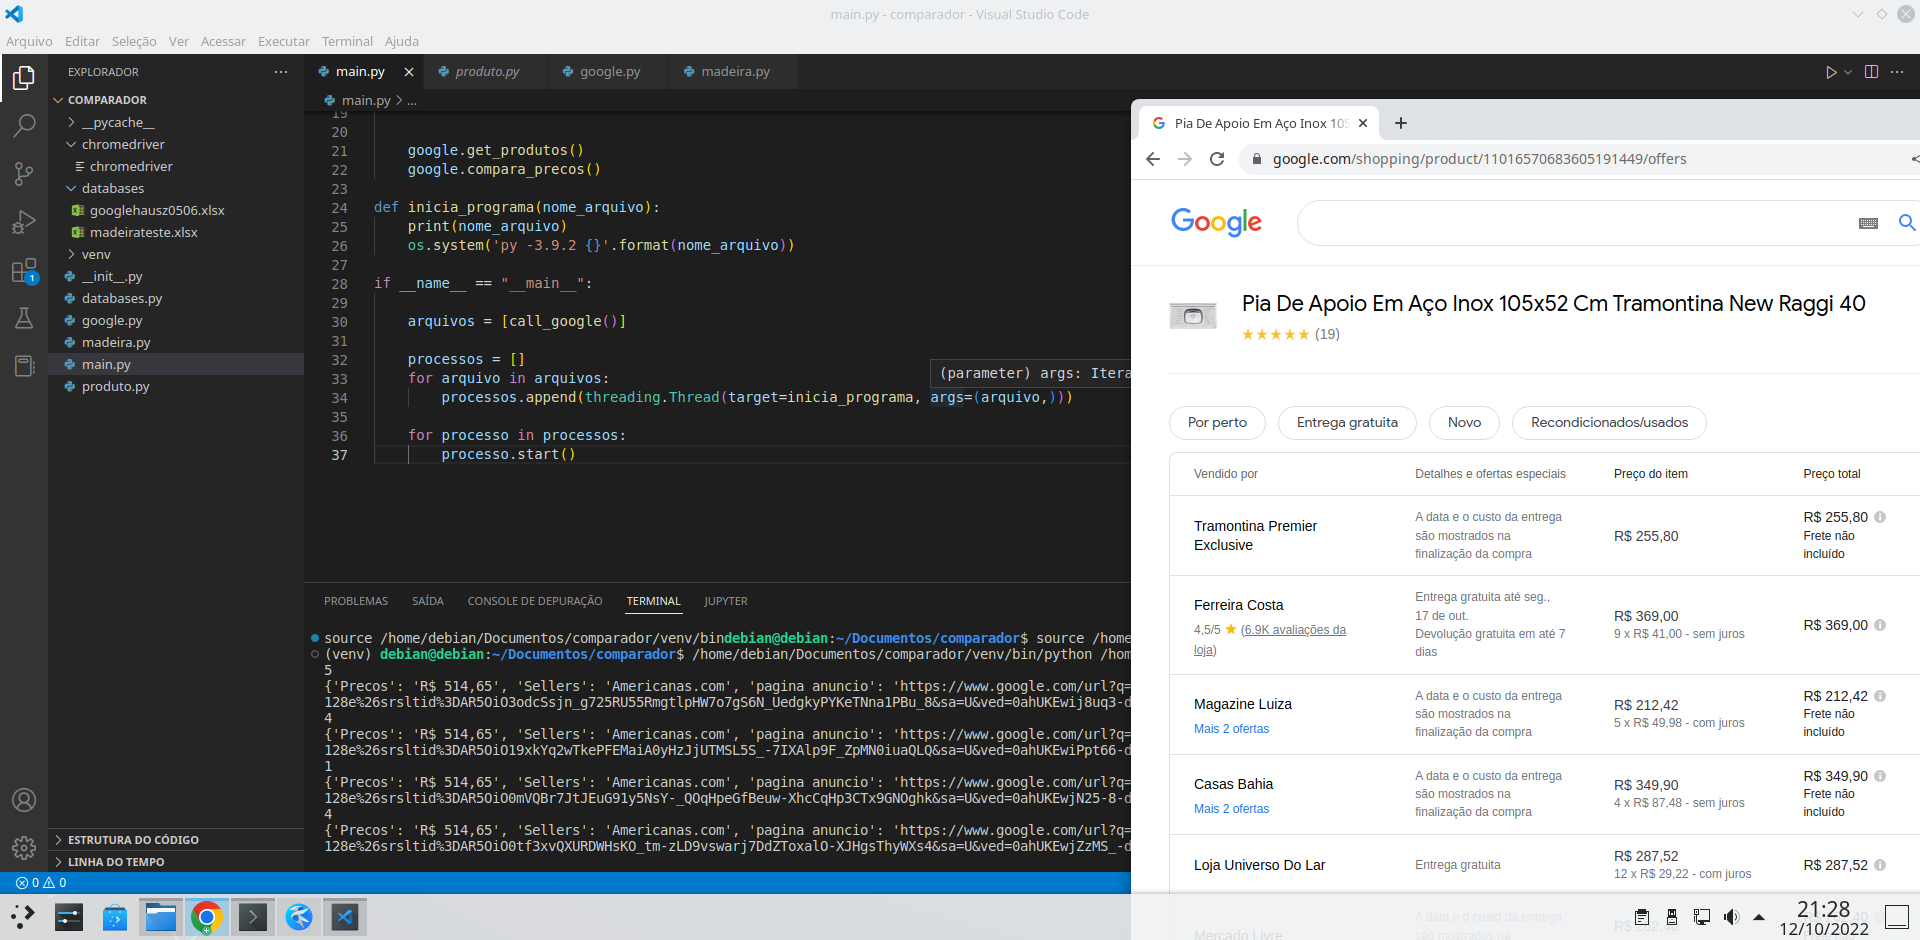 main.py - comparador - Visual Studio Code
Arquivo Editar Seleção Ver Acessar Executar Terminal Ajuda
EXPLORADOR
COMPARADOR
__pycache__
chromedriver
chromedriver
databases
googlehausz0506.xlsx
madeirateste.xlsx
venv
__init__.py
databases.py
google.py
madeira.py
main.py
produto.py
ESTRUTURA DO CÓDIGO
LINHA DO TEMPO
1
0 0
main.py produto.py google.py madeira.py
main.py > ...
19
20
21 google.get_produtos()
22 google.compara_precos()
23
24 def inicia_programa(nome_arquivo):
25 print(nome_arquivo)
26 os.system('py -3.9.2 {}'.format(nome_arquivo))
27
28 if __name__ == "__main__":
29
30 arquivos = [call_google()]
31
32 processos = []
33 for arquivo in arquivos:
(parameter) args: Itera
34 processos.append(threading.Thread(target=inicia_programa, args=(arquivo,)))
35
36 for processo in processos:
37 processo.start()
PROBLEMAS SAÍDA CONSOLE DE DEPURAÇÃO TERMINAL JUPYTER
source /home/debian/Documentos/comparador/venv/bindebian@debian:~/Documentos/comparador$ source /home
(venv) debian@debian:~/Documentos/comparador$ /home/debian/Documentos/comparador/venv/bin/python /hom
5
{'Precos': 'R$ 514,65', 'Sellers': 'Americanas.com', 'pagina anuncio': 'https://www.google.com/url?q=
128e%26srsltid%3DAR5OiO3odcSsjn_g725RU55RmgtlpHW7o7gS6N_UedgkyPYKeTNna1PBu_8&sa=U&ved=0ahUKEwij8uq3-d
4
{'Precos': 'R$ 514,65', 'Sellers': 'Americanas.com', 'pagina anuncio': 'https://www.google.com/url?q=
128e%26srsltid%3DAR5OiO19xkYq2wTkePFEMaiA0yHzJjUTMSL5S_-7IXAlp9F_ZpMN0iuaQLQ&sa=U&ved=0ahUKEwiPpt66-d
1
{'Precos': 'R$ 514,65', 'Sellers': 'Americanas.com', 'pagina anuncio': 'https://www.google.com/url?q=
128e%26srsltid%3DAR5OiO0mVQBr7JtJEuG91y5NsY-_QOqHpeGfBeuw-XhcCqHp3CTx9GNOghk&sa=U&ved=0ahUKEwjN25-8-d
4
{'Precos': 'R$ 514,65', 'Sellers': 'Americanas.com', 'pagina anuncio': 'https://www.google.com/url?q=
128e%26srsltid%3DAR5OiO0tf3xvQXURDWHsKO_tm-zLD9vswarj7DdZToxalO-XJHgsThyWXs4&sa=U&ved=0ahUKEwjZzMS_-d
Pia De Apoio Em Aço Inox 105
google.com/shopping/product/11016570683605191449/offers
Google
Pia De Apoio Em Aço Inox 105x52 Cm Tramontina New Raggi 40
★★★★★ (19)
Por perto Entrega gratuita Novo Recondicionados/usados
Vendido por Detalhes e ofertas especiais Preço do item Preço total
Tramontina Premier
Exclusive
A data e o custo da entrega
são mostrados na
finalização da compra
R$ 255,80
R$ 255,80
Frete não
incluído
Ferreira Costa
4,5/5 ★ (6.9K avaliações da
loja)
Entrega gratuita até seg.,
17 de out.
Devolução gratuita em até 7
dias
R$ 369,00
9 x R$ 41,00 - sem juros
R$ 369,00
Magazine Luiza
Mais 2 ofertas
A data e o custo da entrega
são mostrados na
finalização da compra
R$ 212,42
5 x R$ 49,98 - com juros
R$ 212,42
Frete não
incluído
Casas Bahia
Mais 2 ofertas
A data e o custo da entrega
são mostrados na
finalização da compra
R$ 349,90
4 x R$ 87,48 - sem juros
R$ 349,90
Frete não
incluído
Loja Universo Do Lar
Entrega gratuita
R$ 287,52
12 x R$ 29,22 - com juros
R$ 287,52
Mercado Livre
A data e o custo da entrega
são mostrados na
21:28
12/10/2022